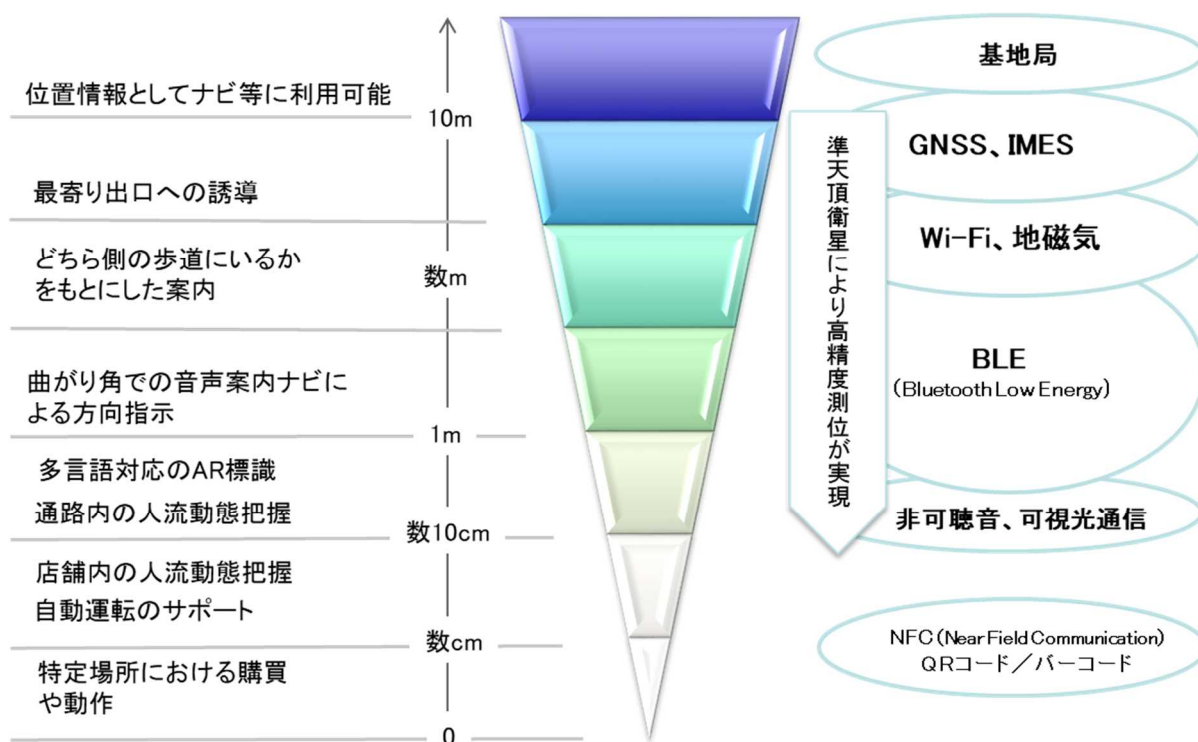 位置情報としてナビ等に利用可能
最寄り出口への誘導
どちら側の歩道にいるか
をもとにした案内
曲がり角での音声案内ナビに
よる方向指示
多言語対応のAR標識
通路内の人流動態把握
店舗内の人流動態把握
自動運転のサポート
特定場所における購買
や動作
10m
数m
1m
数10cm
数cm
0
準天頂衛星により高精度測位が実現
基地局
GNSS、IMES
Wi-Fi、地磁気
BLE
(Bluetooth Low Energy)
非可聴音、可視光通信
NFC(Near Field Communication)
QRコード／バーコード